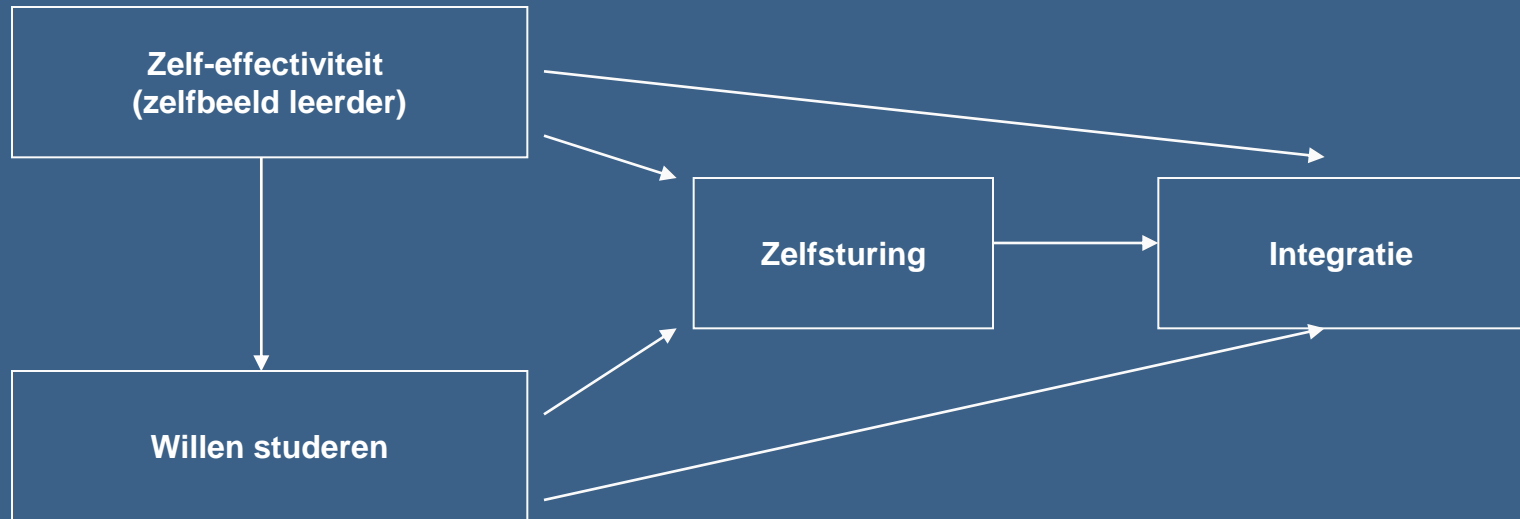 Zelf-effectiviteit
(zelfbeeld leerder)
Zelfsturing
Integratie
Willen studeren